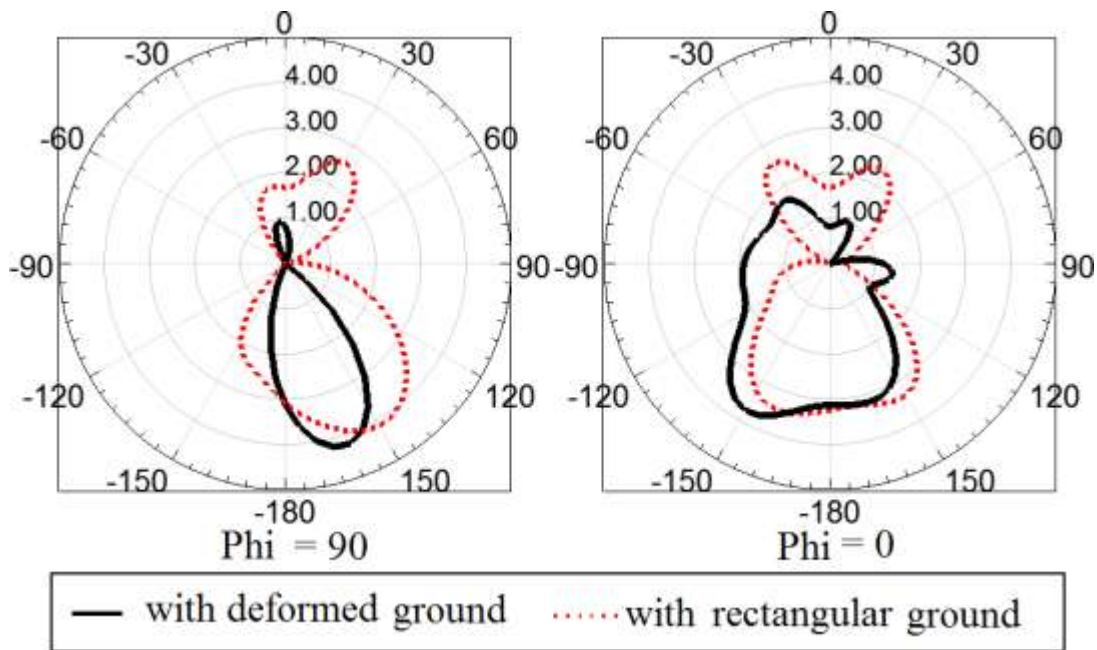 0 0
-30 30 -30 30
4.00 4.00
-60 3.00 60 -60 3.00 60
2.00 2.00
1.00 1.00
-90 90 -90 90
-120 120 -120 120
-150 150 -150 150
-180 -180
Phi = 90 Phi = 0
with deformed ground with rectangular ground